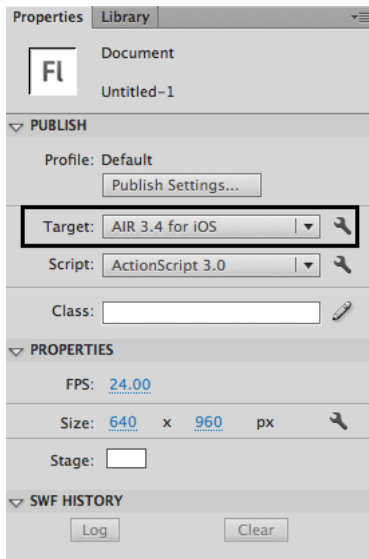 Properties Library
Fl
Document
Untitled-1
PUBLISH
Profile: Default
Publish Settings...
Target: AIR 3.4 for iOS
Script: ActionScript 3.0
Class:
PROPERTIES
FPS: 24.00
Size: 640 x 960 px
Stage:
SWF HISTORY
Log Clear